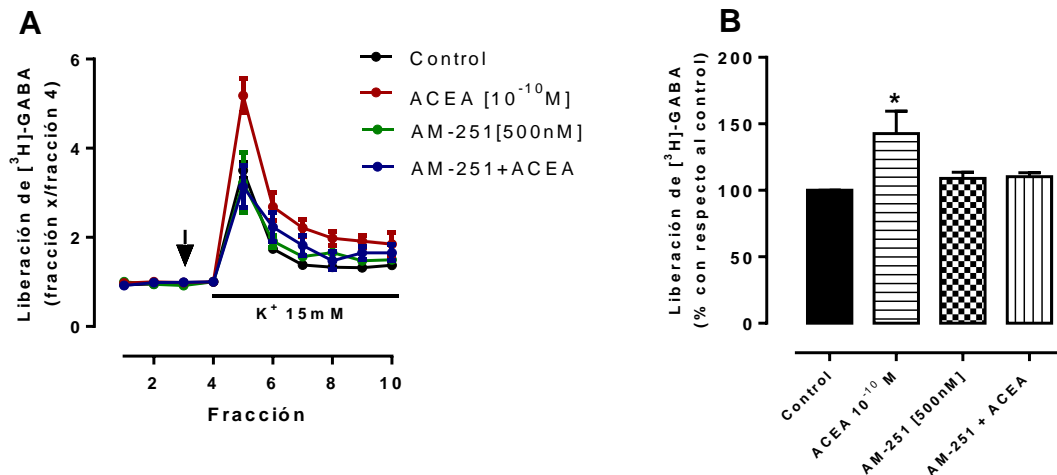 A
Liberación de [³H]-GABA
(fracción x/fracción 4)
6
4
2
0
2
4
6
8
10
Fracción
K⁺ 15mM
Control
ACEA [10⁻¹⁰M]
AM-251[500nM]
AM-251+ACEA
B
Liberación de [³H]-GABA
(% con respecto al control)
200
150
100
50
0
*
Control
ACEA 10⁻¹⁰ M
AM-251 [500nM]
AM-251 + ACEA